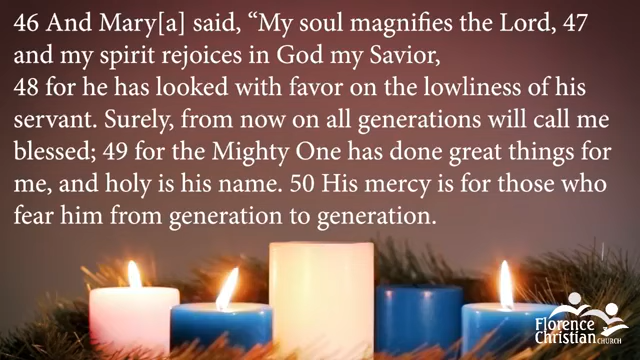 46 And Mary[a] said, “My soul magnifies the Lord, 47
and my spirit rejoices in God my Savior,
48 for he has looked with favor on the lowliness of his
servant. Surely, from now on all generations will call me
blessed; 49 for the Mighty One has done great things for
me, and holy is his name. 50 His mercy is for those who
fear him from generation to generation.
Florence
Christian CHURCH